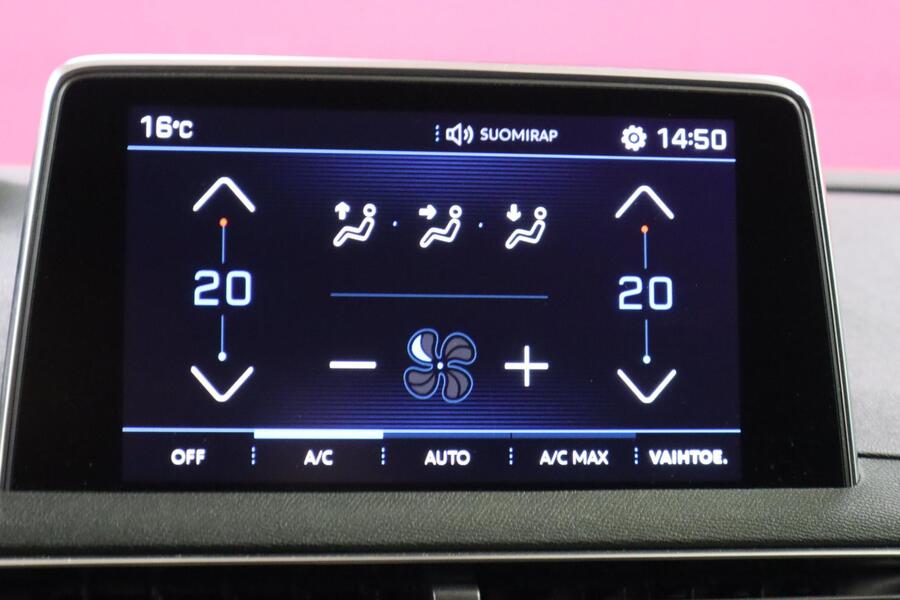 16°C SUOMIRAP 14:50
20 20
OFF A/C AUTO A/C MAX VAIHTOE.